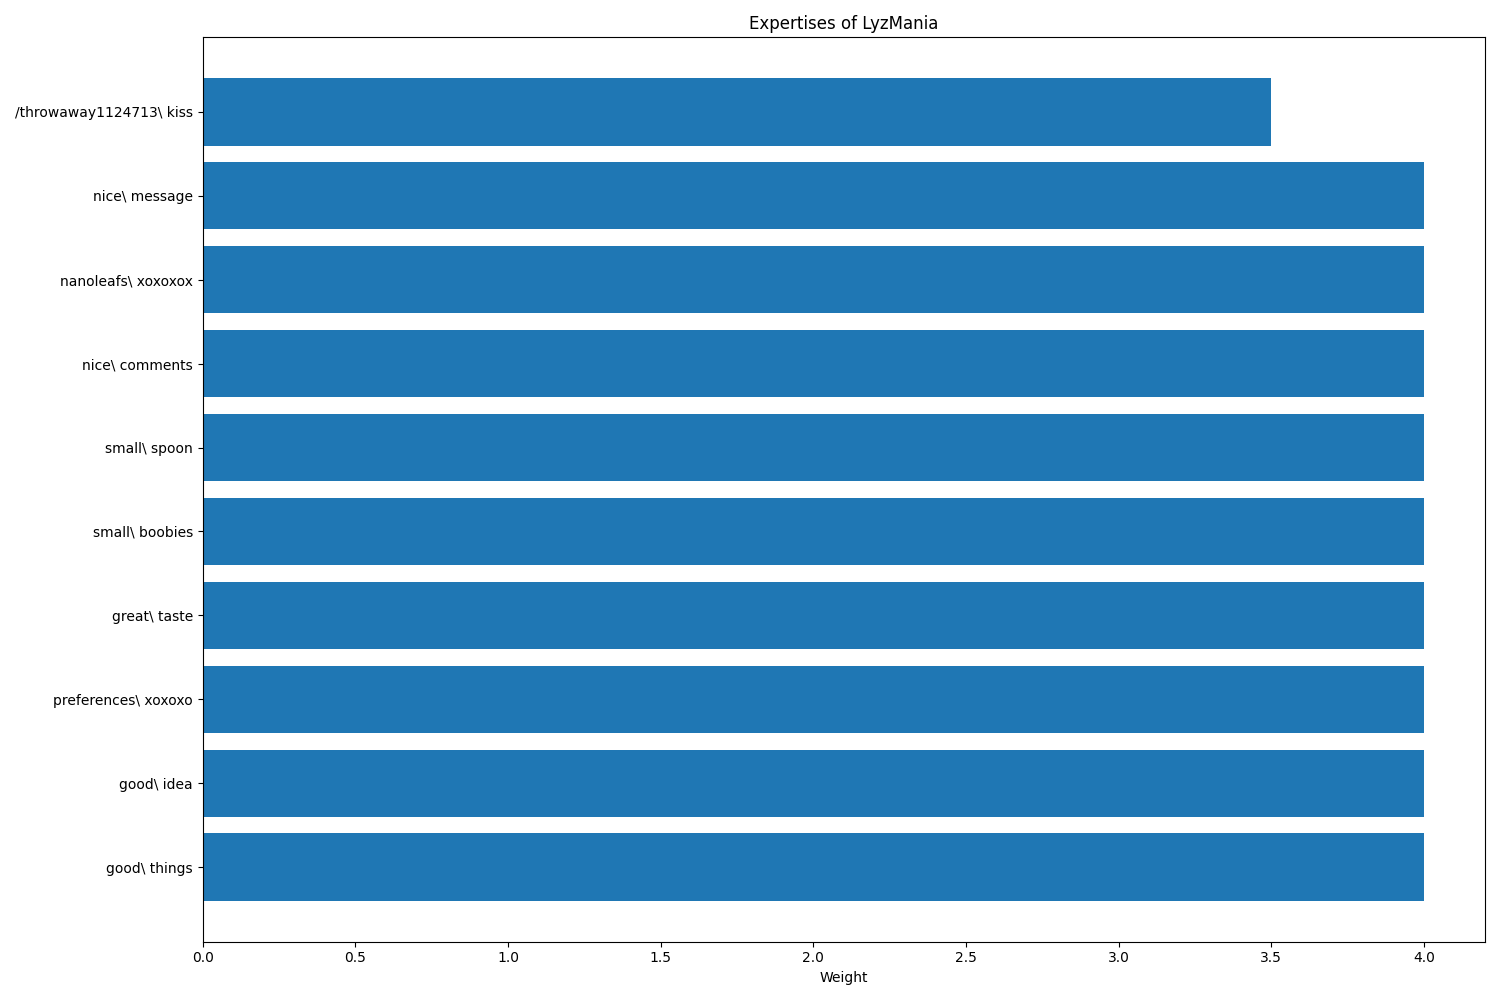 Expertises of LyzMania
/throwaway1124713\ kiss
nice\ message
nanoleafs\ xoxoxox
nice\ comments
small\ spoon
small\ boobies
great\ taste
preferences\ xoxoxo
good\ idea
good\ things
0.0 0.5 1.0 1.5 2.0 2.5 3.0 3.5 4.0
Weight